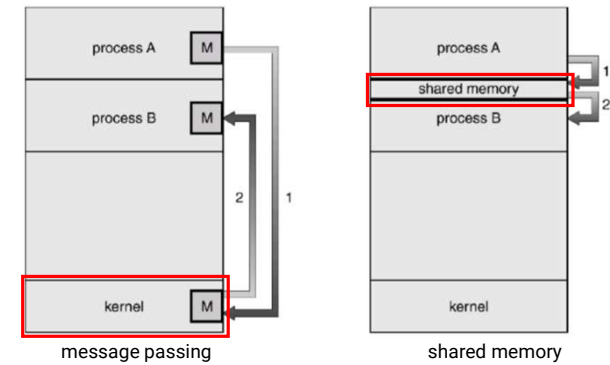 process A
M
process B
M
2
1
kernel
M
message passing
process A
1
shared memory
2
process B
kernel
shared memory